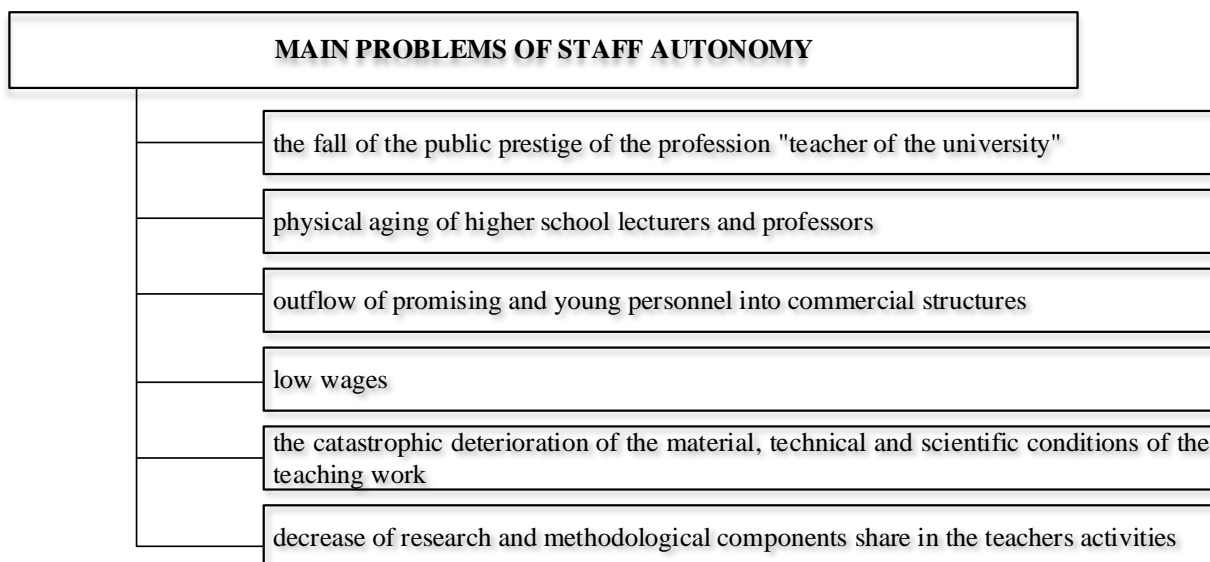 MAIN PROBLEMS OF STAFF AUTONOMY
the fall of the public prestige of the profession "teacher of the university"
physical aging of higher school lecturers and professors
outflow of promising and young personnel into commercial structures
low wages
the catastrophic deterioration of the material, technical and scientific conditions of the
teaching work
decrease of research and methodological components share in the teachers activities